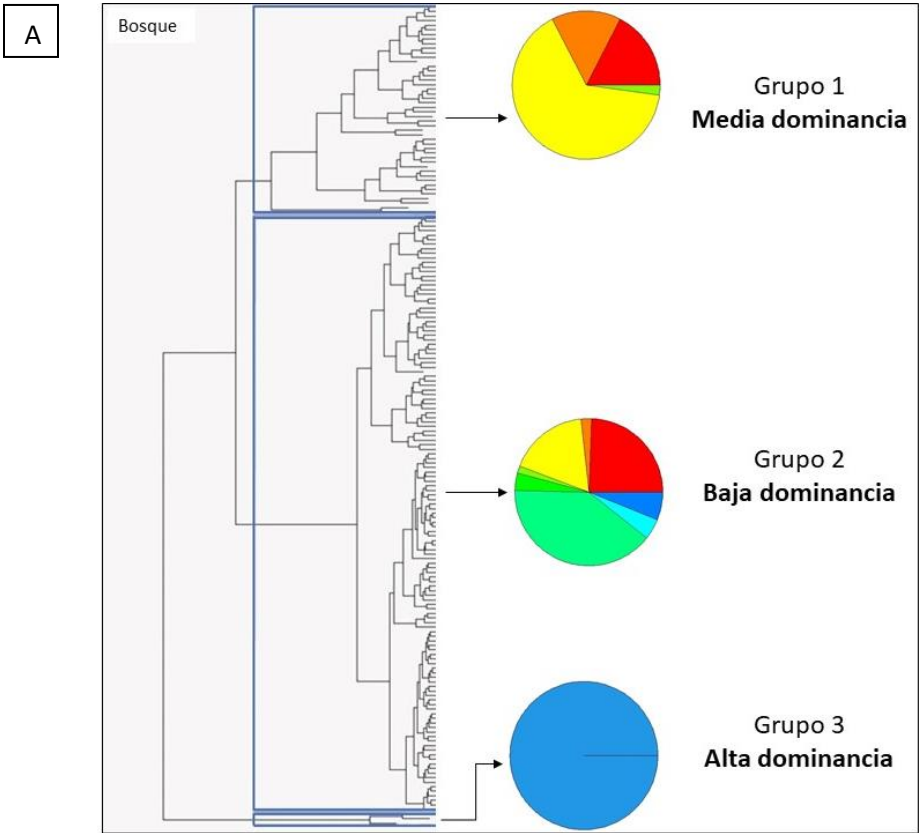 A
Bosque
Grupo 1
Media dominancia
Grupo 2
Baja dominancia
Grupo 3
Alta dominancia